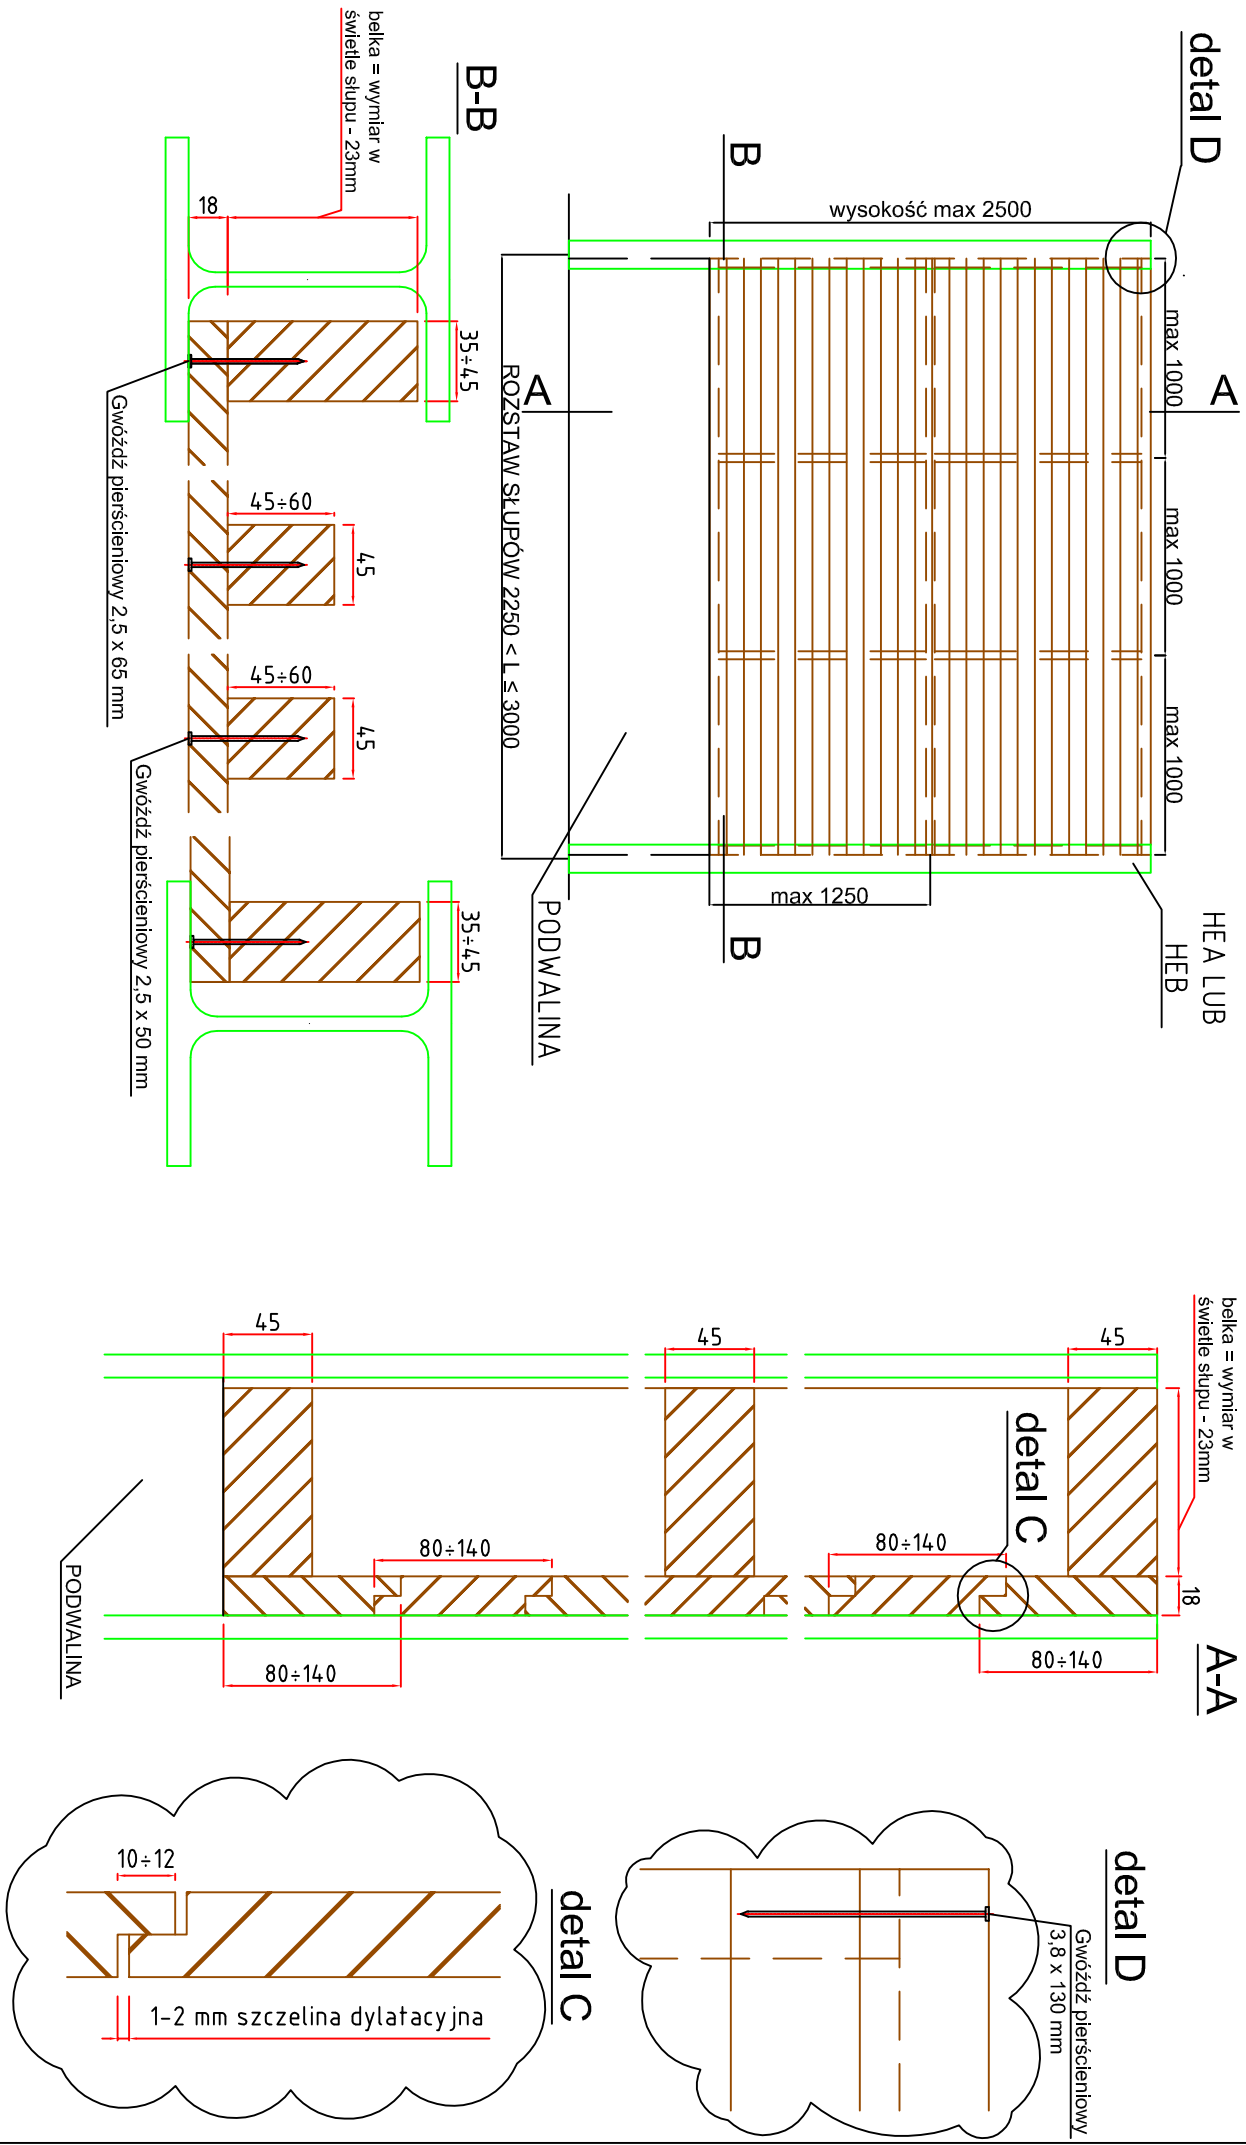 detal D
B
B
wysokość max 2500
max 1000
max 1000
max 1000
A
A
ROZSTAW SŁUPÓW 2250 < L ≤ 3000
max 1250
HEA LUB
HEB
PODWALINA
B-B
belka = wymiar w
świetle słupu - 23mm
18
35÷45
45÷60
45
45÷60
45
35÷45
Gwóźdź pierścieniowy 2,5 x 65 mm
Gwóźdź pierścieniowy 2,5 x 50 mm
A-A
belka = wymiar w
świetle słupu - 23mm
45
45
45
18
detal C
80÷140
80÷140
80÷140
80÷140
PODWALINA
detal D
Gwóźdź pierścieniowy
3,8 x 130 mm
detal C
10÷12
1-2 mm szczelina dylatacyjna